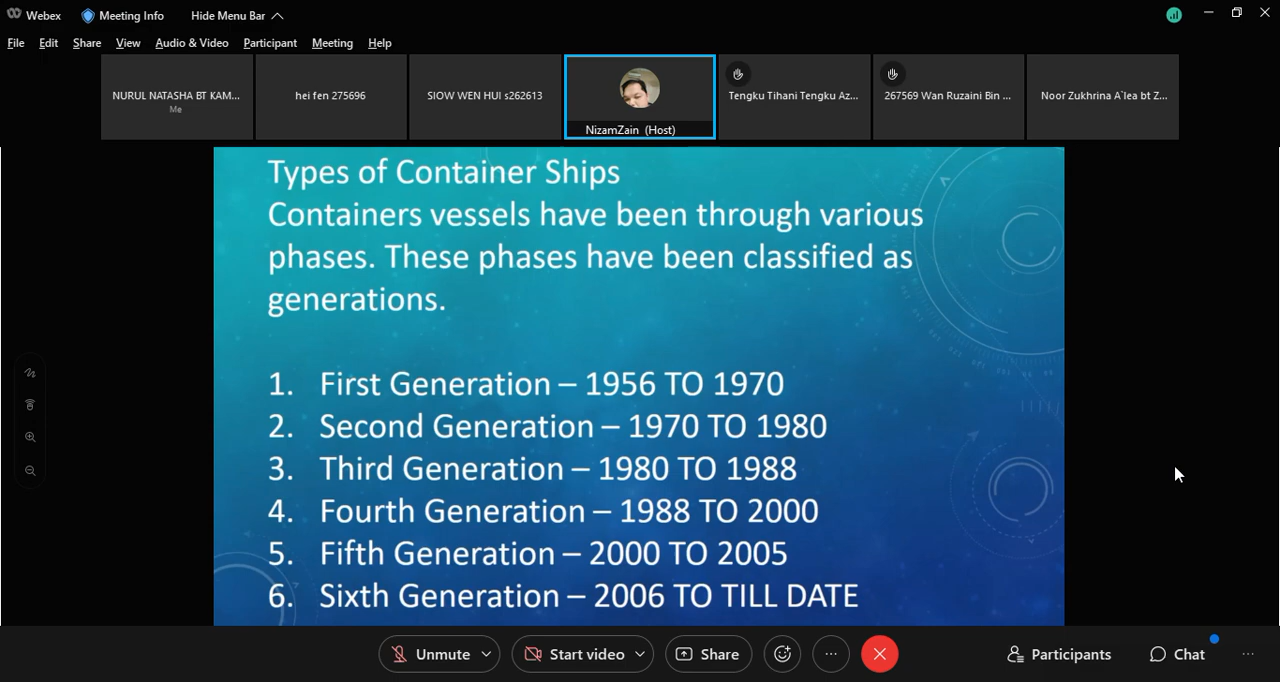 Webex
Meeting Info
Hide Menu Bar
File Edit Share View Audio & Video Participant Meeting Help
NURUL NATASHA BT KAM...
Me
hei fen 275696
SIOW WEN HUI s262613
NizamZain (Host)
Tengku Tihani Tengku Az...
267569 Wan Ruzaini Bin ...
Noor Zukhrina A`lea bt Z...
Types of Container Ships
Containers vessels have been through various
phases. These phases have been classified as
generations.
1. First Generation – 1956 TO 1970
2. Second Generation – 1970 TO 1980
3. Third Generation – 1980 TO 1988
4. Fourth Generation – 1988 TO 2000
5. Fifth Generation – 2000 TO 2005
6. Sixth Generation – 2006 TO TILL DATE
Unmute
Start video
Share
Participants
Chat